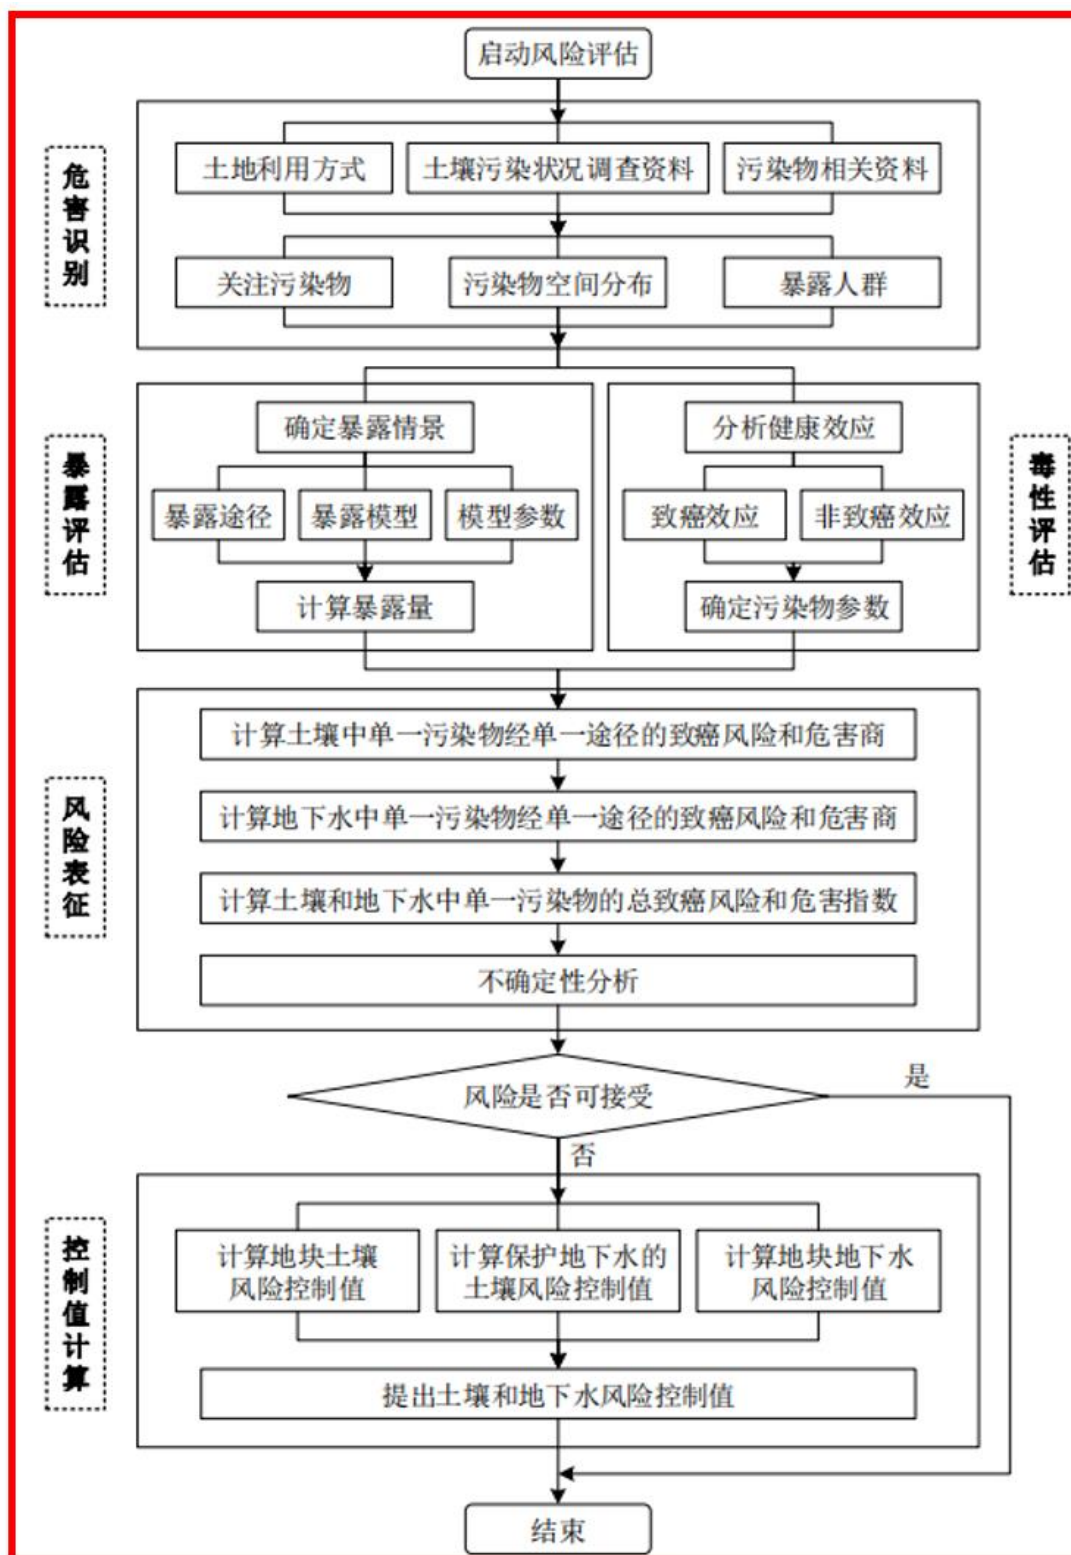 启动风险评估
危害识别
土地利用方式
土壤污染状况调查资料
污染物相关资料
关注污染物
污染物空间分布
暴露人群
暴露评估
确定暴露情景
暴露途径
暴露模型
模型参数
计算暴露量
分析健康效应
致癌效应
非致癌效应
确定污染物参数
毒性评估
风险表征
计算土壤中单一污染物经单一途径的致癌风险和危害商
计算地下水中单一污染物经单一途径的致癌风险和危害商
计算土壤和地下水中单一污染物的总致癌风险和危害指数
不确定性分析
风险是否可接受
是
否
控制值计算
计算地块土壤
风险控制值
计算保护地下水的
土壤风险控制值
计算地块地下水
风险控制值
提出土壤和地下水风险控制值
结束